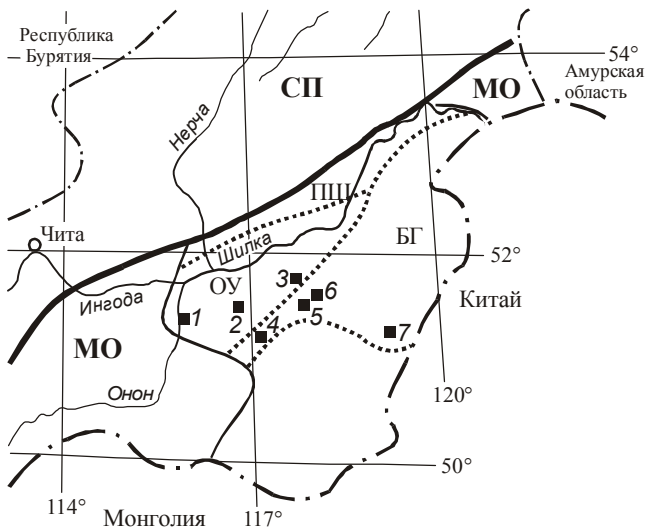 Республика
Бурятия
54°
СП
МО
Амурская
область
Нерча
ПШ
Чита
Шилка
БГ
52°
ОУ
3
6
Ингода
Китай
1
2
5
4
7
МО
Онон
120°
50°
114°
117°
Монголия